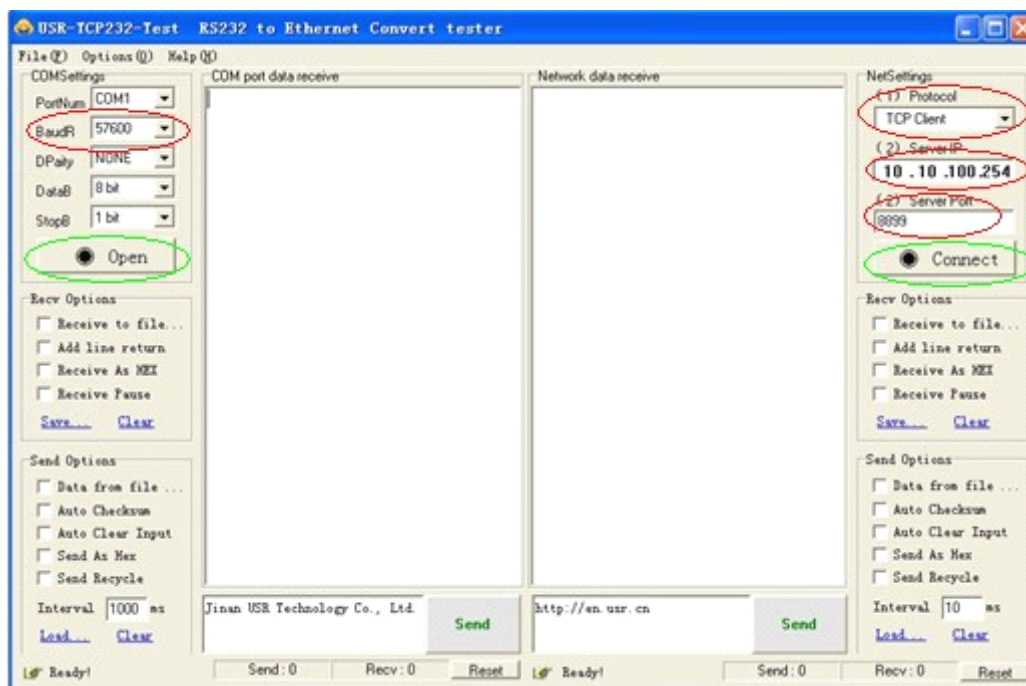 USR-TCP232-Test RS232 to Ethernet Convert tester
File(F) Options(O) Help(H)
COMSettings
PortNum COM1
BaudR 57600
DPaity NONE
DataB 8 bit
StopB 1 bit
Open
Recv Options
Receive to file...
Add line return
Receive As HEX
Receive Pause
Save... Clear
Send Options
Data from file ...
Auto Checksum
Auto Clear Input
Send As Hex
Send Recycle
Interval 1000 ms
Load... Clear
COM port data receive
Jinan USR Technology Co., Ltd.
Send
Ready!
Send:0 Recv:0 Reset
Network data receive
http://en.usr.cn
Send
Ready!
Send:0 Recv:0 Reset
NetSettings
(1) Protocol
TCP Client
(2) Server IP
10 .10 .100.254
(2) Server Port
8899
Connect
Recv Options
Receive to file...
Add line return
Receive As HEX
Receive Pause
Save... Clear
Send Options
Data from file ...
Auto Checksum
Auto Clear Input
Send As Hex
Send Recycle
Interval 10 ms
Load... Clear